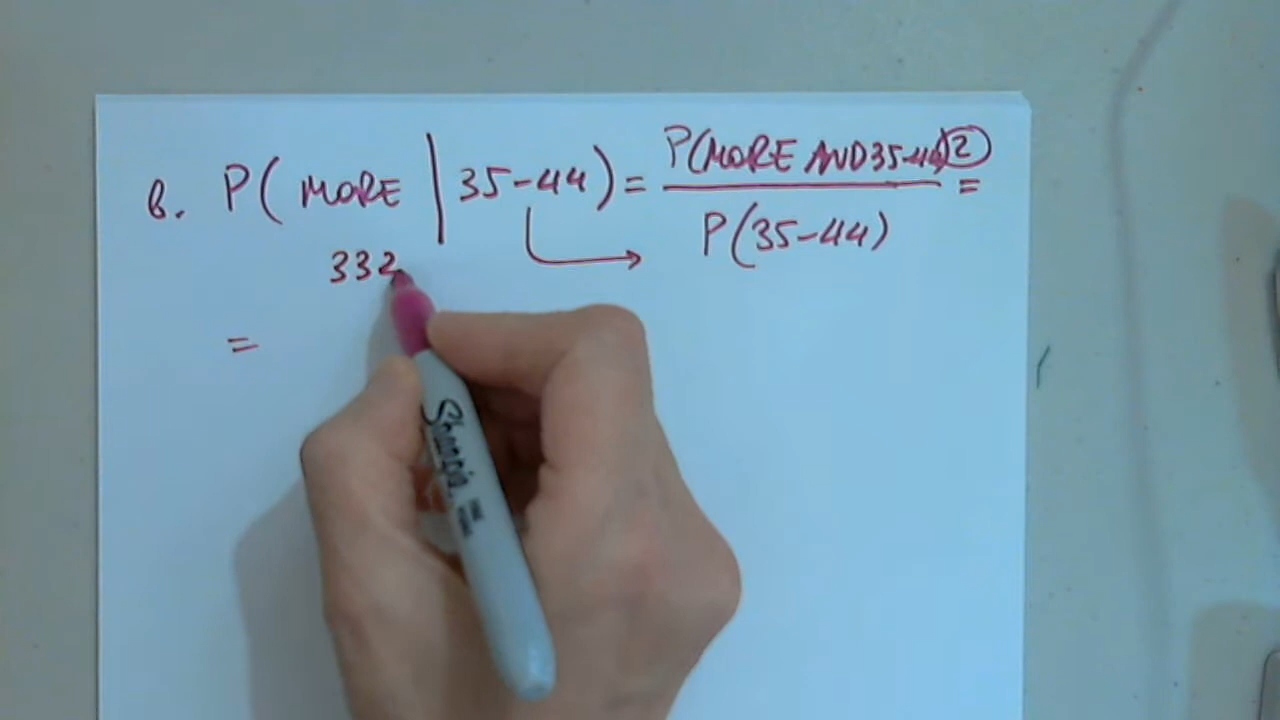 B. P( MORE | 35-44) = P(MORE AND 35-44) ② =
P(35-44)
332
=
Sharpie